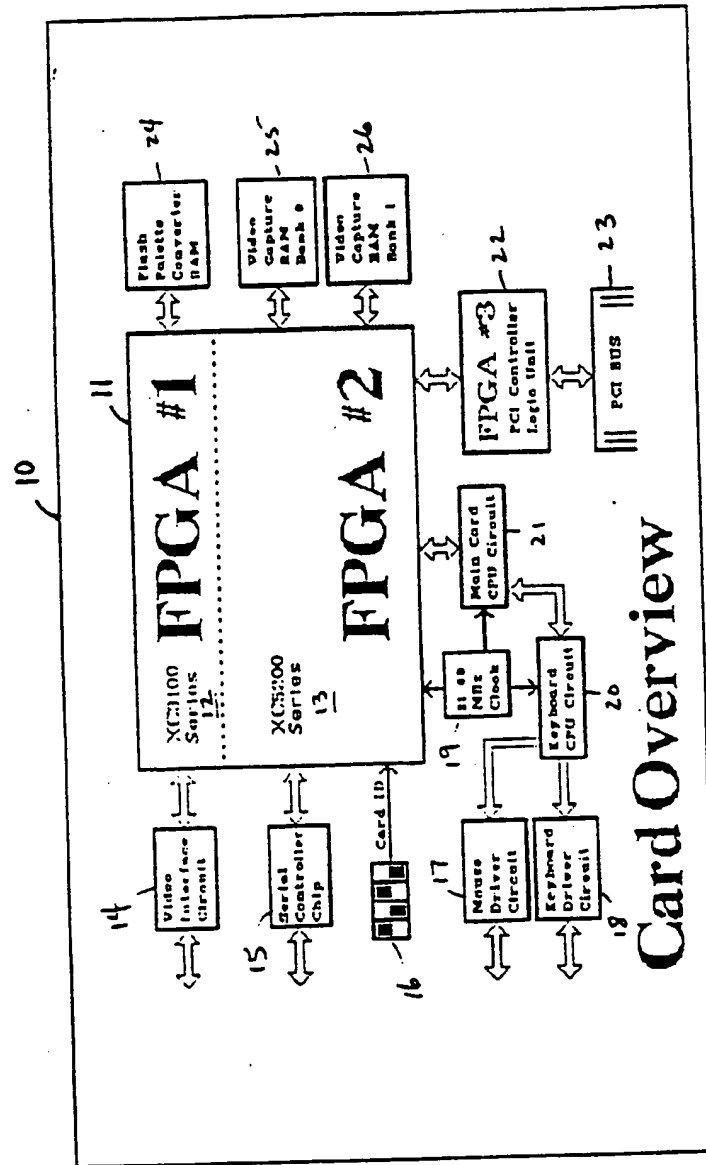 10
11
XC3100
Series
12
FPGA #1
XC5200
Series
13
FPGA #2
14
Video
Interface
Circuit
15
Serial
Controller
Chip
16
Card ID
24
Flash
Palette
Converter
RAM
25
Video
Capture
RAM
Bank 0
26
Video
Capture
RAM
Bank 1
17
Mouse
Driver
Circuit
Keyboard
Driver
Circuit
18
19
MHz
Clock
Keyboard
CPU Circuit
20
Main Card
CPU Circuit
21
FPGA #3
PCI Controller
Logic Unit
22
PCI BUS
23
Card Overview